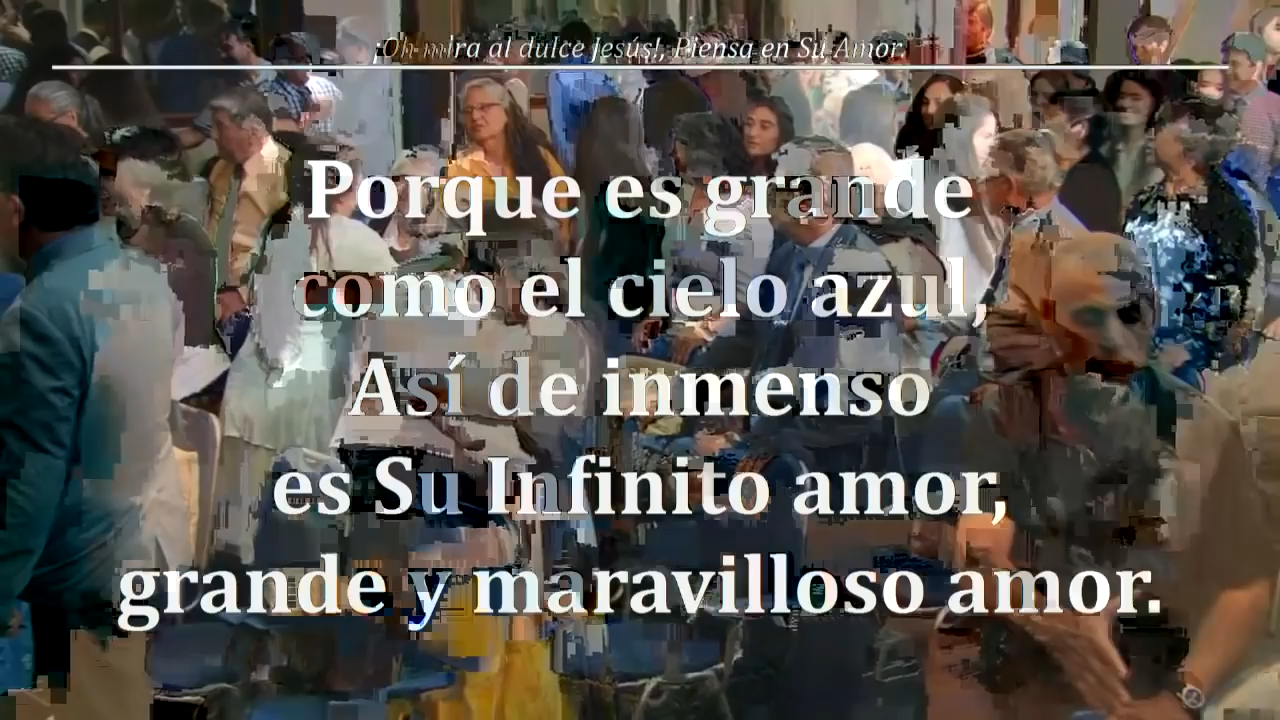 ¡Oh mira al dulce Jesús!, Piensa en Su Amor.
Porque es grande
como el cielo azul,
Así de inmenso
es Su Infinito amor,
grande y maravilloso amor.